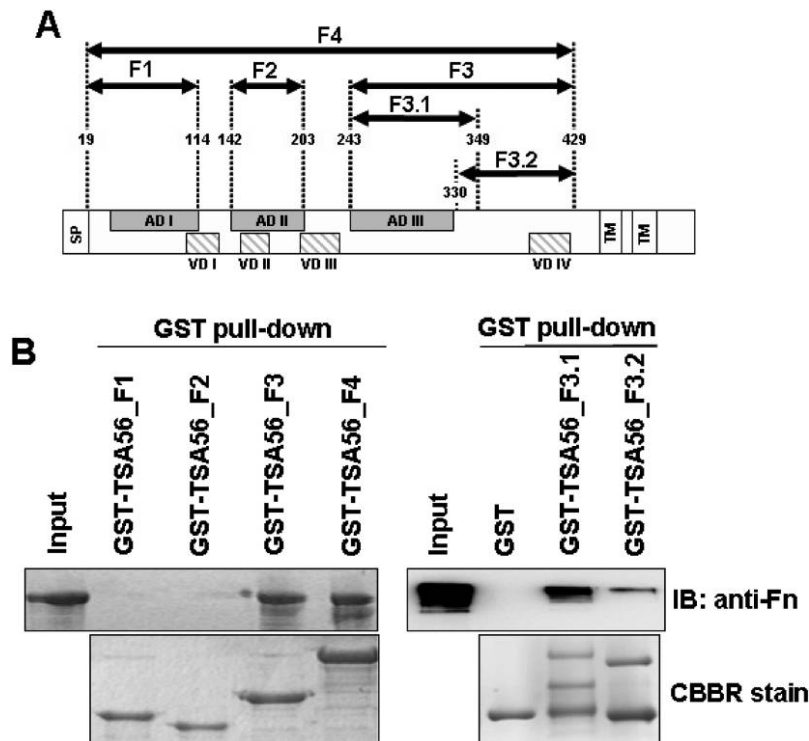 A
F4
F1 F2 F3
F3.1
19 114 142 203 243 349 429
F3.2
330
SP AD I AD II AD III TM TM
VD I VD II VD III VD IV
B
GST pull-down GST pull-down
Input GST-TSA56_F1 GST-TSA56_F2 GST-TSA56_F3 GST-TSA56_F4 Input GST GST-TSA56_F3.1 GST-TSA56_F3.2
IB: anti-Fn
CBBR stain